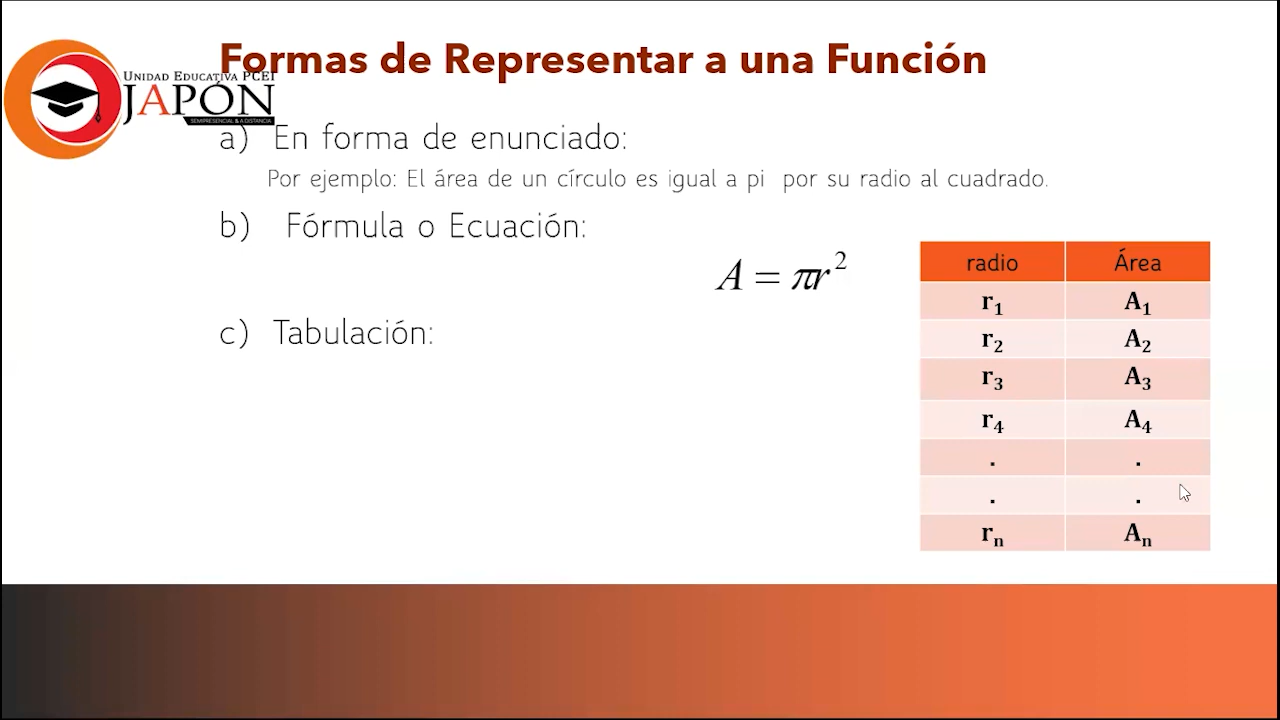 Formas de Representar a una Función
UNIDAD EDUCATIVA PCEI
JAPÓN
SEMIPRESENCIAL & A DISTANCIA
a) En forma de enunciado:
Por ejemplo: El área de un círculo es igual a pi por su radio al cuadrado.
b) Fórmula o Ecuación:
A = πr²
c) Tabulación:
radio Área
r₁ A₁
r₂ A₂
r₃ A₃
r₄ A₄
. .
. .
rₙ Aₙ